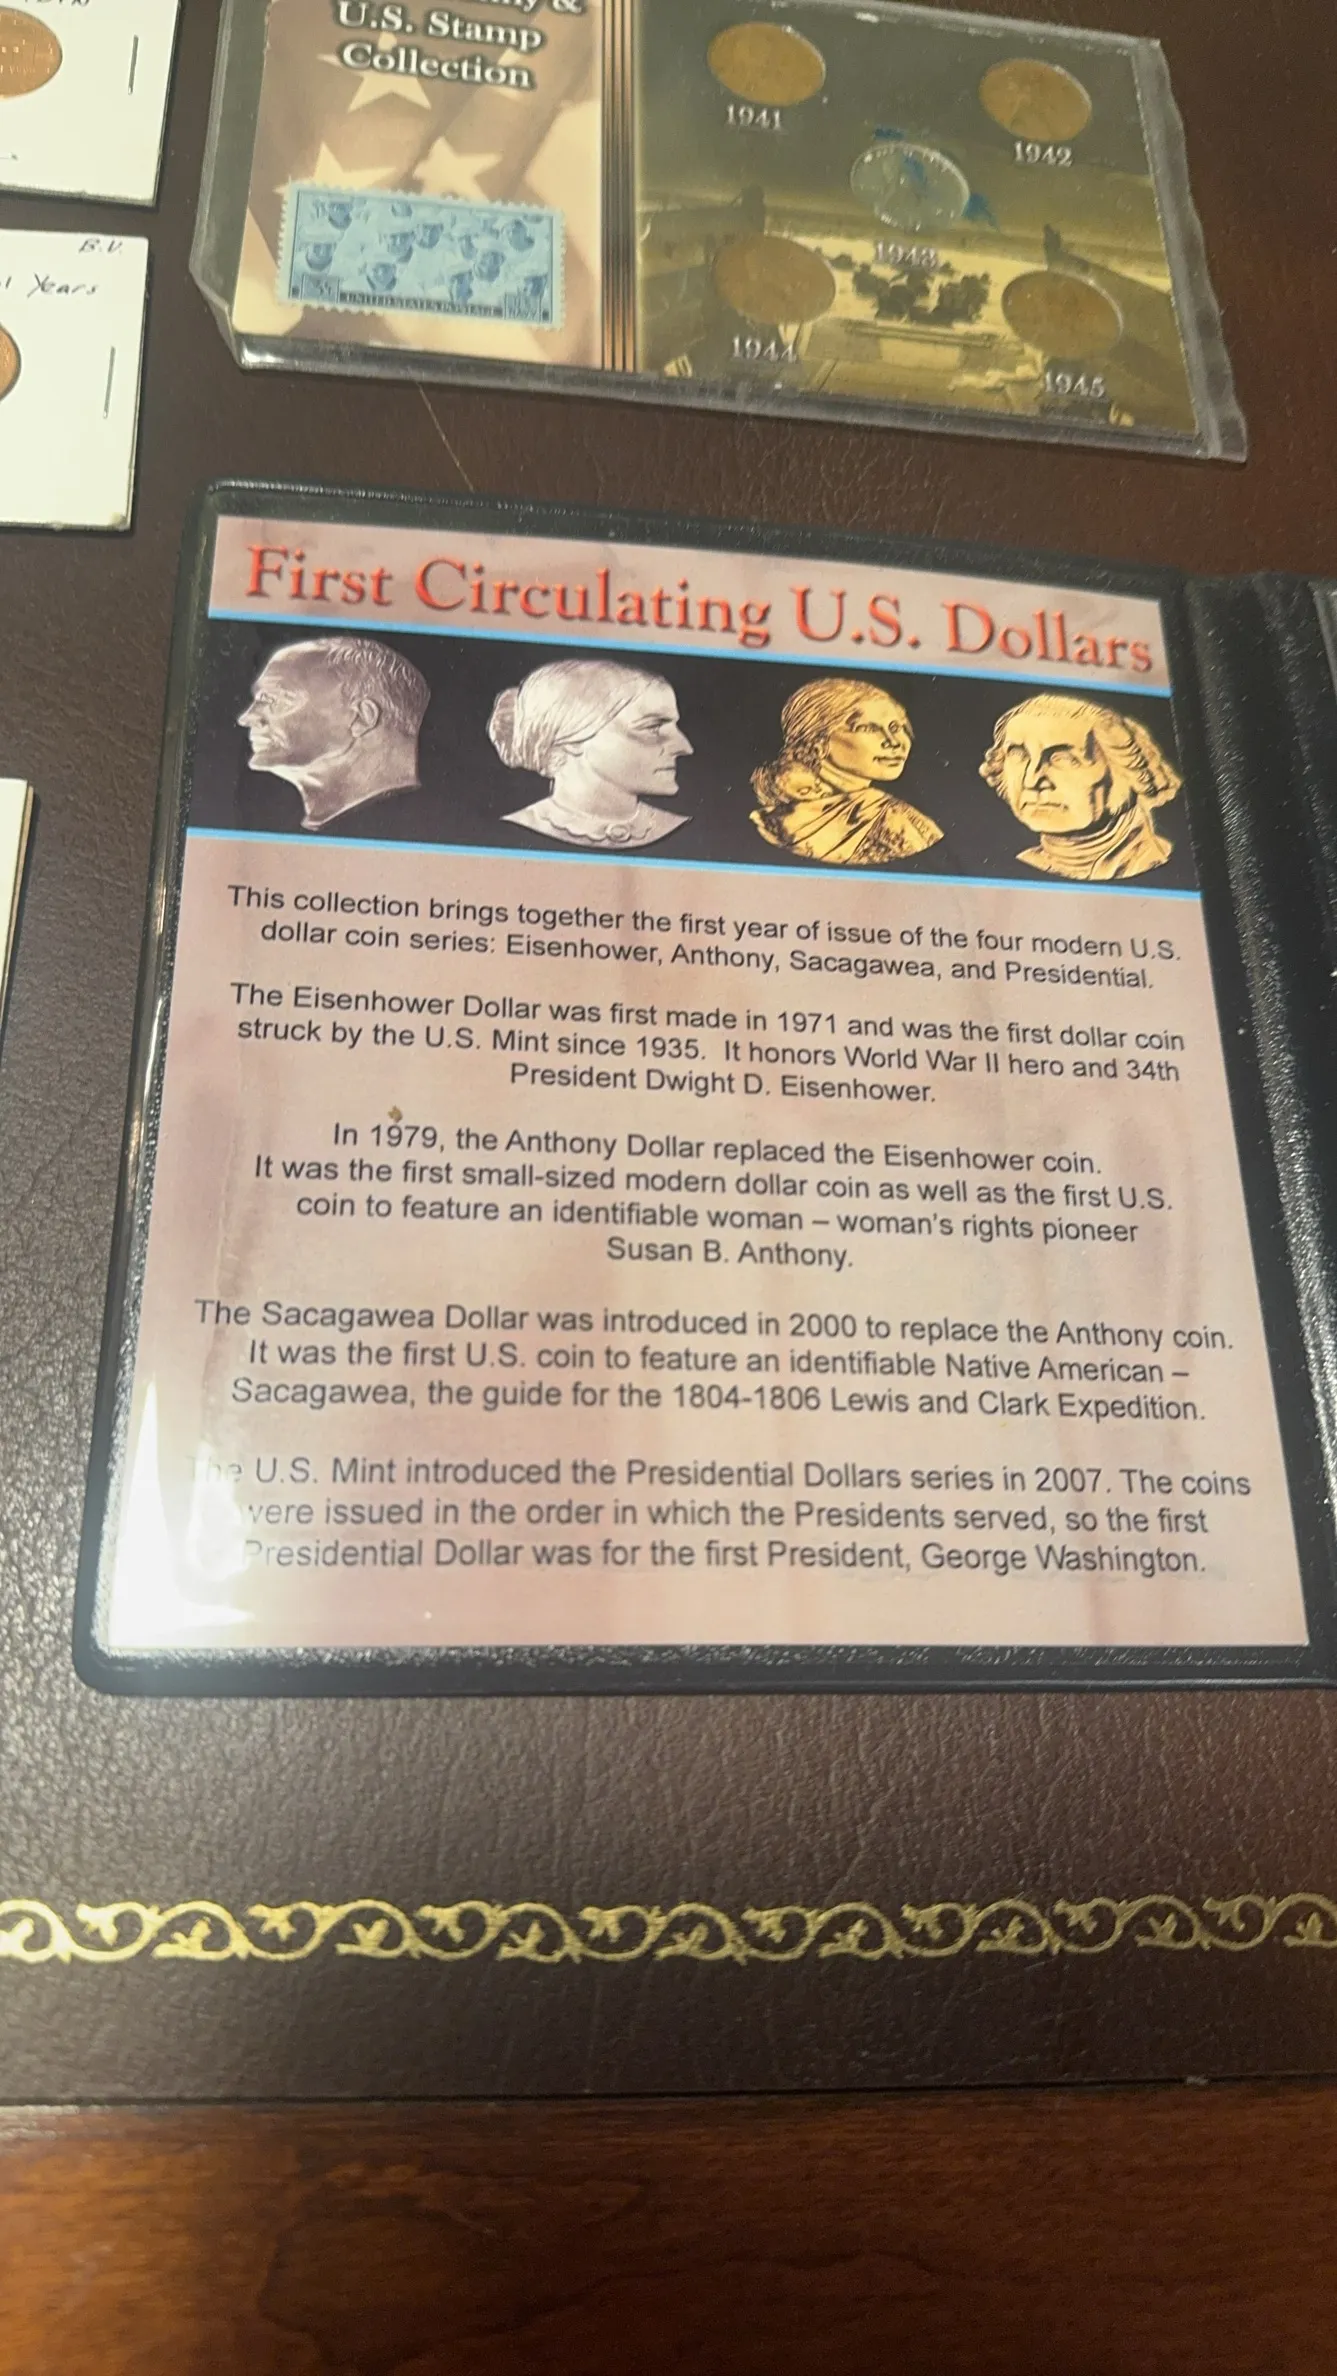 &
U.S. Stamp
Collection
UNITED STATES POSTAGE
1941
1942
1943
1944
1945
B.V.
Years
First Circulating U.S. Dollars
This collection brings together the first year of issue of the four modern U.S.
dollar coin series: Eisenhower, Anthony, Sacagawea, and Presidential.
The Eisenhower Dollar was first made in 1971 and was the first dollar coin
struck by the U.S. Mint since 1935. It honors World War II hero and 34th
President Dwight D. Eisenhower.
In 1979, the Anthony Dollar replaced the Eisenhower coin.
It was the first small-sized modern dollar coin as well as the first U.S.
coin to feature an identifiable woman – woman's rights pioneer
Susan B. Anthony.
The Sacagawea Dollar was introduced in 2000 to replace the Anthony coin.
It was the first U.S. coin to feature an identifiable Native American –
Sacagawea, the guide for the 1804-1806 Lewis and Clark Expedition.
The U.S. Mint introduced the Presidential Dollars series in 2007. The coins
were issued in the order in which the Presidents served, so the first
Presidential Dollar was for the first President, George Washington.